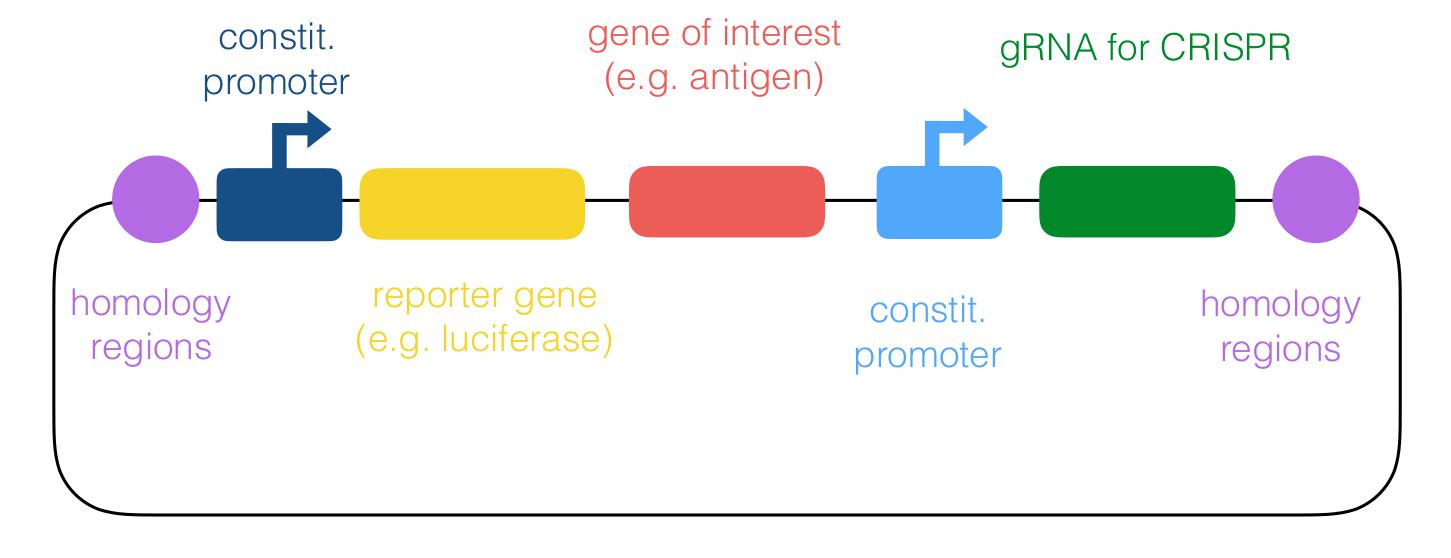 constit.
promoter
gene of interest
(e.g. antigen)
gRNA for CRISPR
homology
regions
reporter gene
(e.g. luciferase)
constit.
promoter
homology
regions